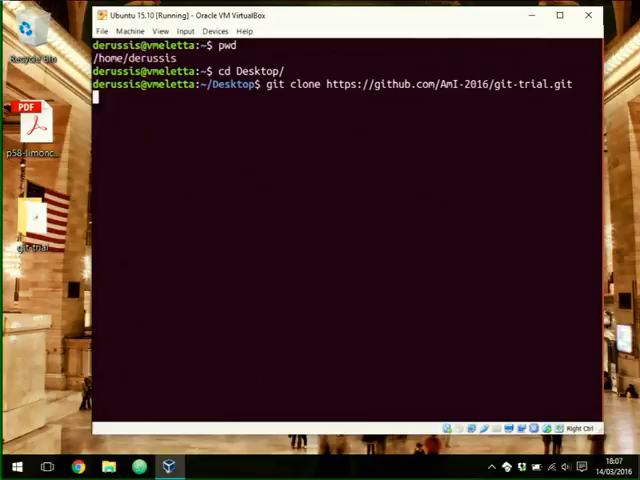 Ubuntu 15.10 [Running] - Oracle VM VirtualBox
File Machine View Input Devices Help
derussis@vmeletta:~$ pwd
/home/derussis
derussis@vmeletta:~$ cd Desktop/
derussis@vmeletta:~/Desktop$ git clone https://github.com/AmI-2016/git-trial.git
Recycle Bin
PDF
p58-limonc...
git-trial
Right Ctrl
18:07
14/03/2016